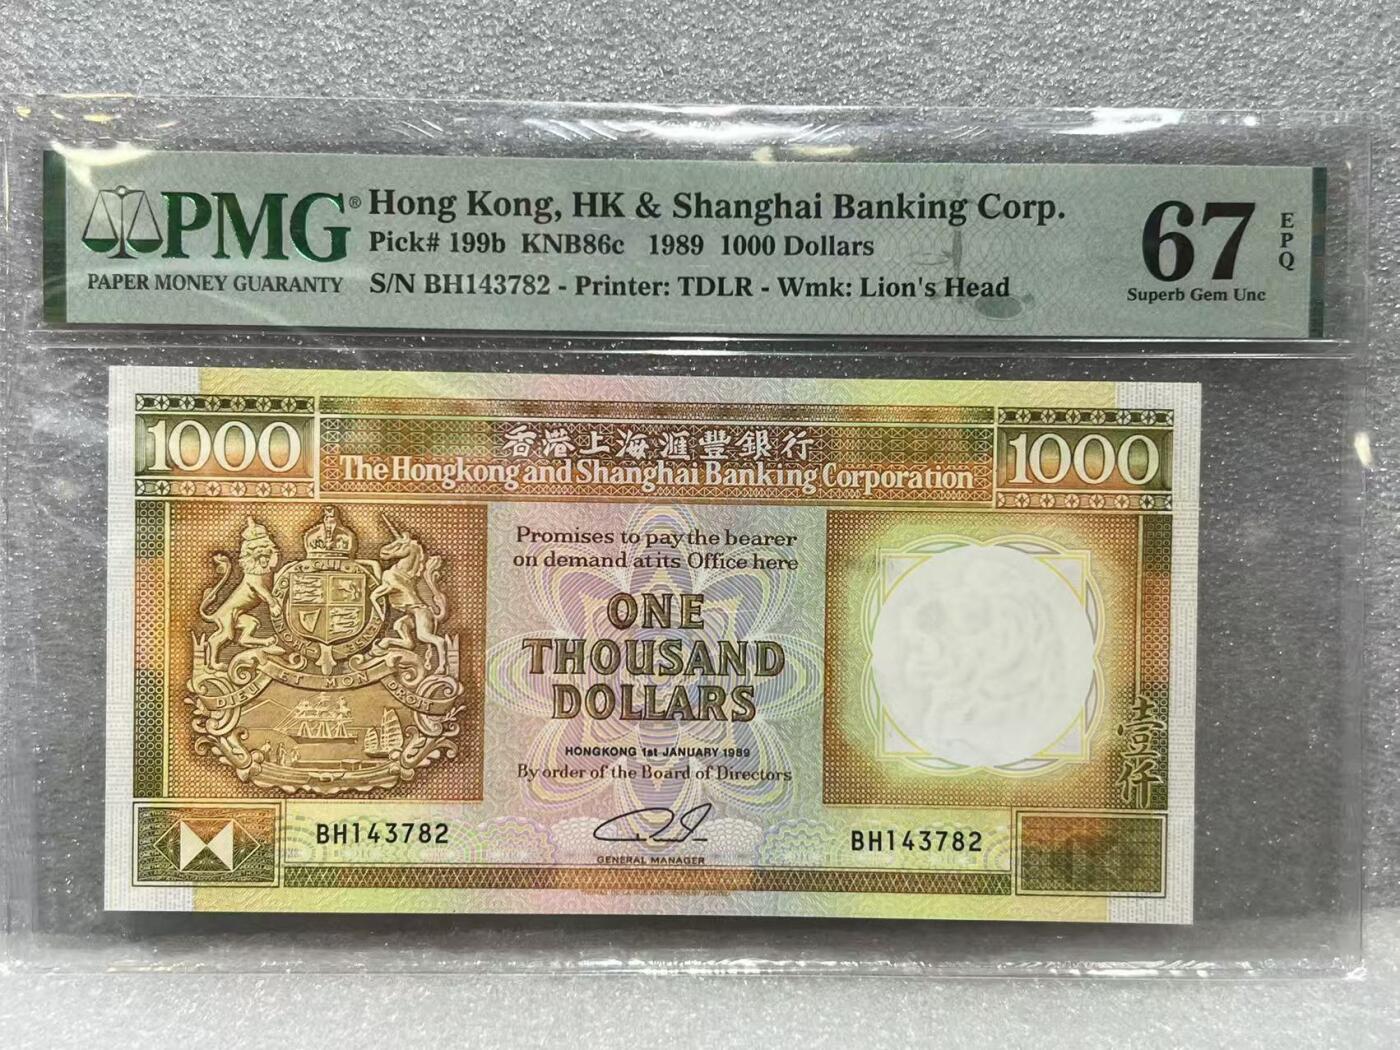 PMG®
PAPER MONEY GUARANTY
Hong Kong, HK & Shanghai Banking Corp.
Pick# 199b KNB86c 1989 1000 Dollars
S/N BH143782 - Printer: TDLR - Wmk: Lion's Head
67 EPQ
Superb Gem Unc
1000
香港上海滙豐銀行
1000
The Hongkong and Shanghai Banking Corporation
Promises to pay the bearer
on demand at its Office here
ONE
THOUSAND
DOLLARS
DIEU ET MON DROIT
壹仟
HONGKONG 1st JANUARY 1989
By order of the Board of Directors
BH143782
BH143782
GENERAL MANAGER